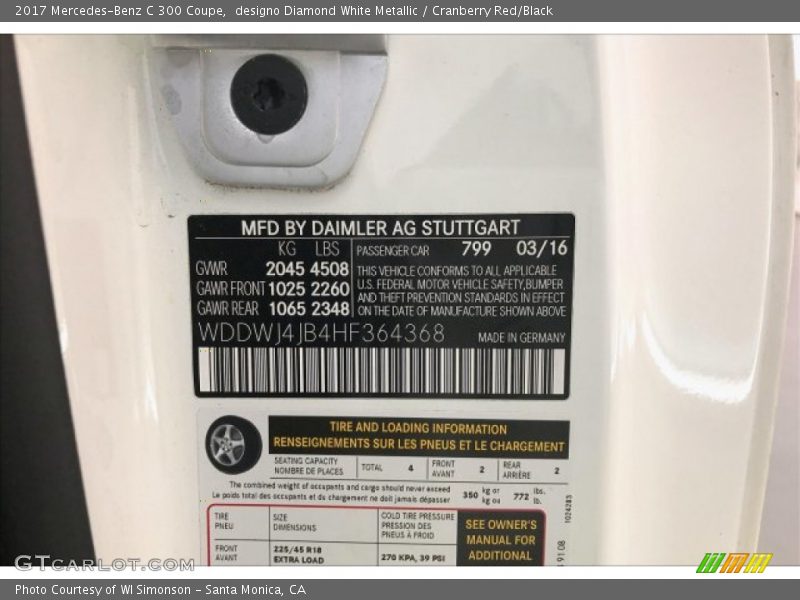 2017 Mercedes-Benz C 300 Coupe,  designo Diamond White Metallic / Cranberry Red/Black
MFD BY DAIMLER AG STUTTGART
KG LBS
GVWR 2045 4508
GAWR FRONT 1025 2260
GAWR REAR 1065 2348
PASSENGER CAR 799 03/16
THIS VEHICLE CONFORMS TO ALL APPLICABLE
U.S. FEDERAL MOTOR VEHICLE SAFETY,BUMPER
AND THEFT PREVENTION STANDARDS IN EFFECT
ON THE DATE OF MANUFACTURE SHOWN ABOVE
WDDWJ4JB4HF364368 MADE IN GERMANY
TIRE AND LOADING INFORMATION
RENSEIGNEMENTS SUR LES PNEUS ET LE CHARGEMENT
SEATING CAPACITY
NOMBRE DE PLACES
TOTAL 4
FRONT
AVANT
2
REAR
ARRIÈRE
2
The combined weight of occupants and cargo should never exceed
Le poids total des occupants et du chargement ne doit jamais dépasser
350 kg or
kg ou
772 lbs.
lb.
TIRE
PNEU
SIZE
DIMENSIONS
COLD TIRE PRESSURE
PRESSION DES
PNEUS À FROID
SEE OWNER'S
MANUAL FOR
ADDITIONAL
FRONT
AVANT
225/45 R18
EXTRA LOAD
270 KPA, 39 PSI
1024283
GTcarlot.com
Photo Courtesy of WI Simonson - Santa Monica, CA